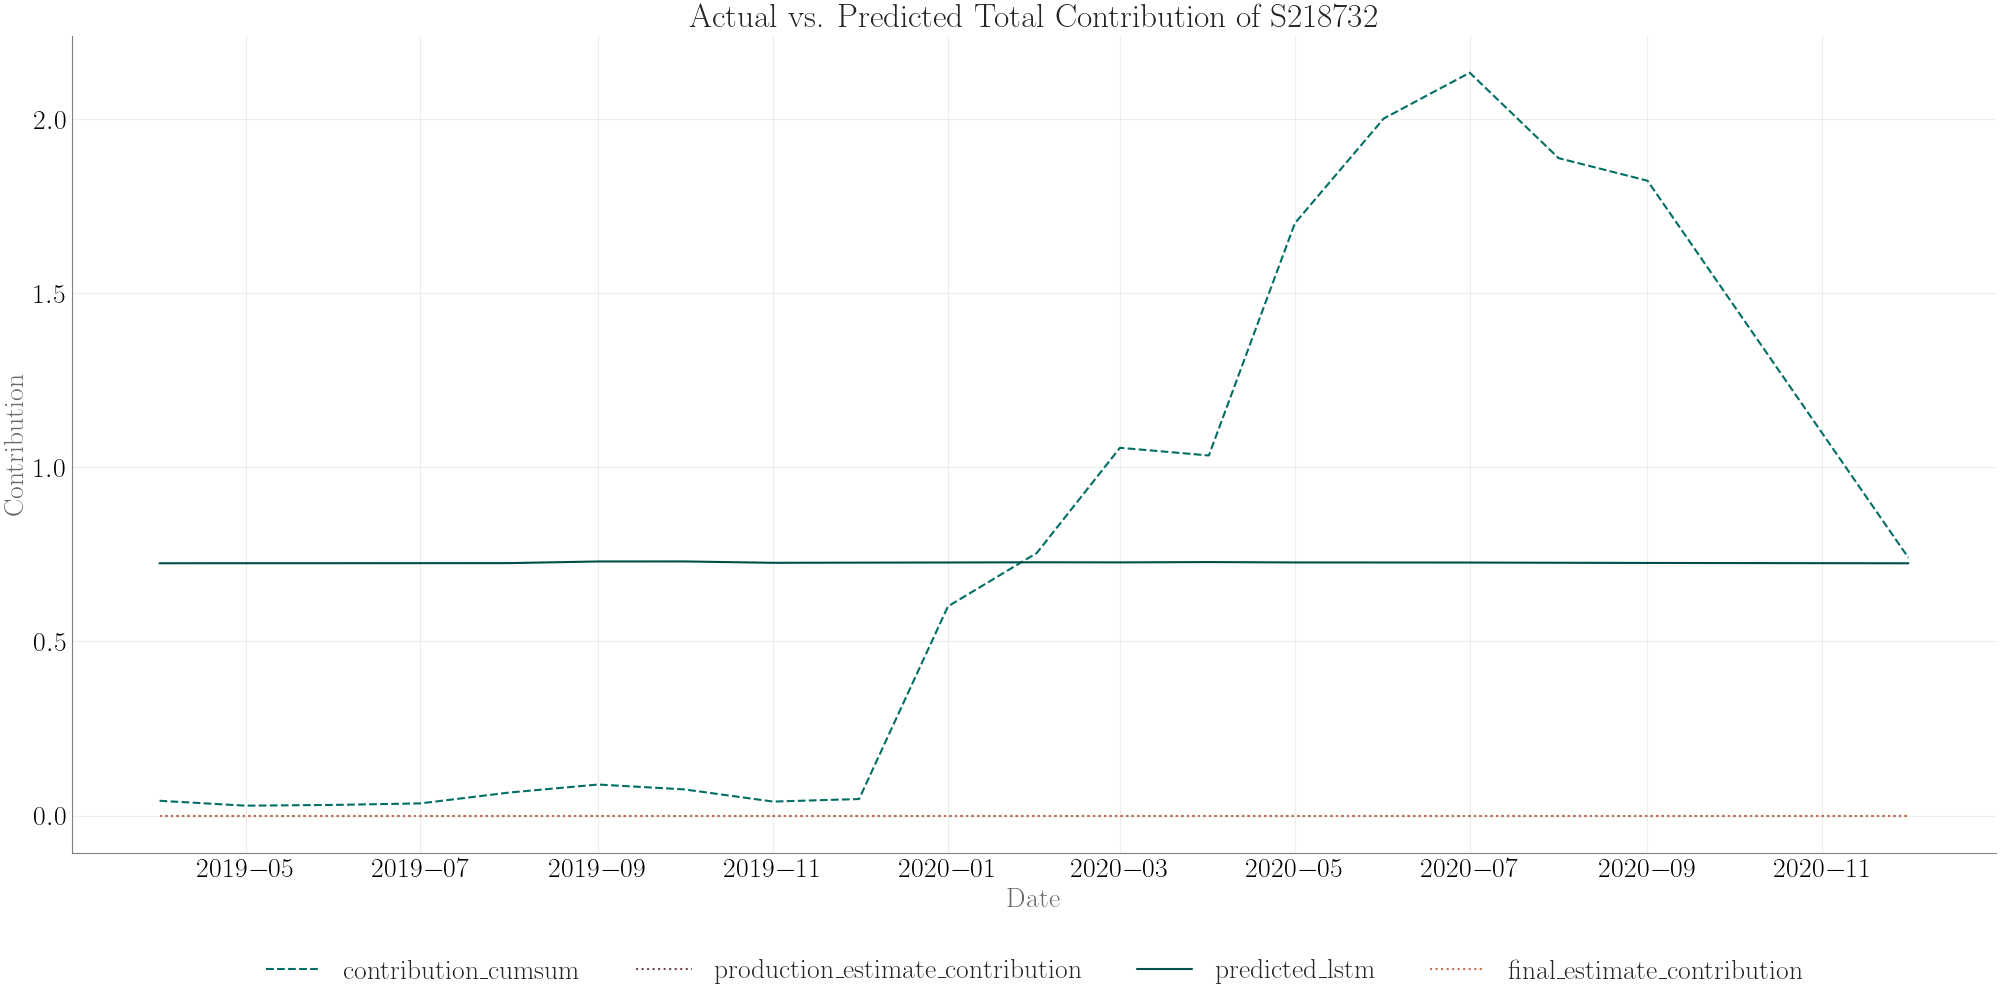 Actual vs. Predicted Total Contribution of S218732
Contribution
2.0
1.5
1.0
0.5
0.0
2019−05 2019−07 2019−09 2019−11 2020−01 2020−03 2020−05 2020−07 2020−09 2020−11
Date
contribution_cumsum production_estimate_contribution predicted_lstm final_estimate_contribution